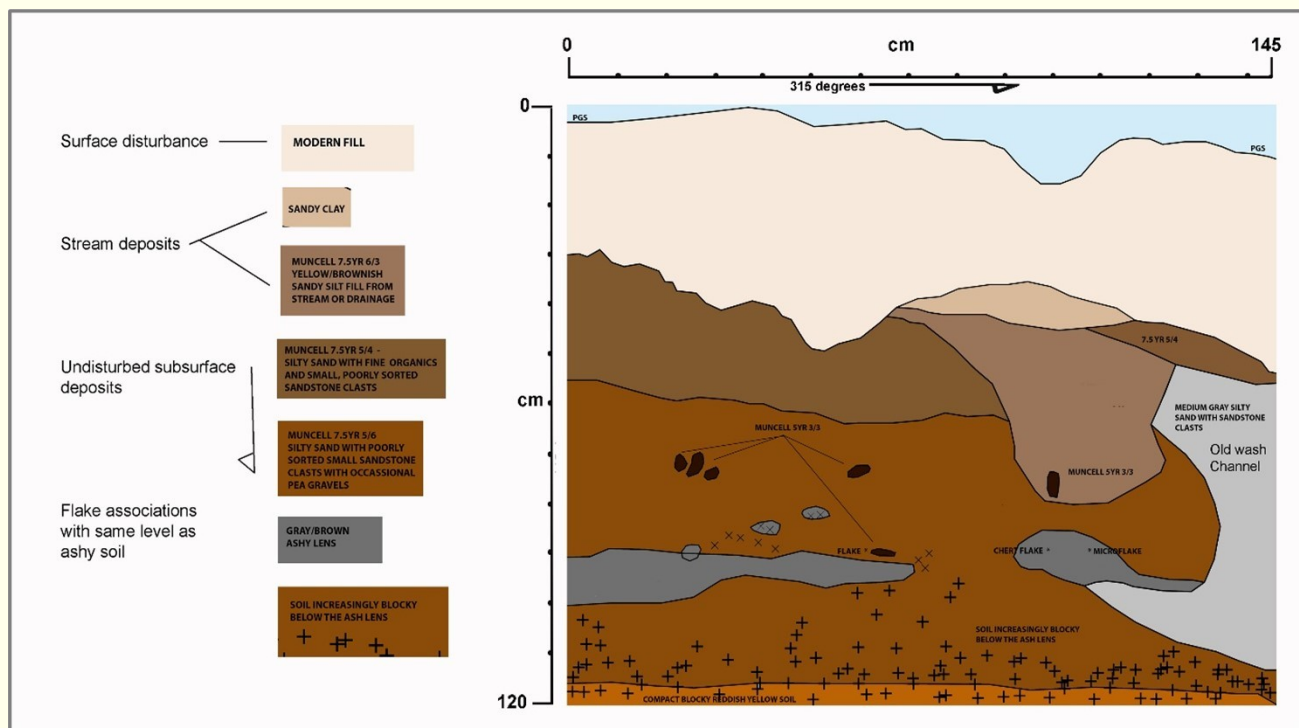 Surface disturbance
MODERN FILL
SANDY CLAY
Stream deposits
MUNCELL 7.5YR 6/3
YELLOW/BROWNISH
SANDY SILT FILL FROM
STREAM OR DRAINAGE
Undisturbed subsurface
deposits
MUNCELL 7.5YR 5/4 -
SILTY SAND WITH FINE ORGANICS
AND SMALL, POORLY SORTED
SANDSTONE CLASTS
MUNCELL 7.5YR 5/6
SILTY SAND WITH POORLY
SORTED SMALL SANDSTONE
CLASTS WITH OCCASSIONAL
PEA GRAVELS
Flake associations
with same level as
ashy soil
GRAY/BROWN
ASHY LENS
SOIL INCREASINGLY BLOCKY
BELOW THE ASH LENS
0 cm 145
315 degrees
0
cm
120
PGS
PGS
7.5YR 5/4
MEDIUM GRAY SILTY
SAND WITH SANDSTONE
CLASTS
Old wash
Channel
MUNCELL 5YR 3/3
MUNCELL 5YR 3/3
FLAKE
CHERT FLAKE
MICROFLAKE
SOIL INCREASINGLY BLOCKY
BELOW THE ASH LENS
COMPACT BLOCKY REDDISH YELLOW SOIL